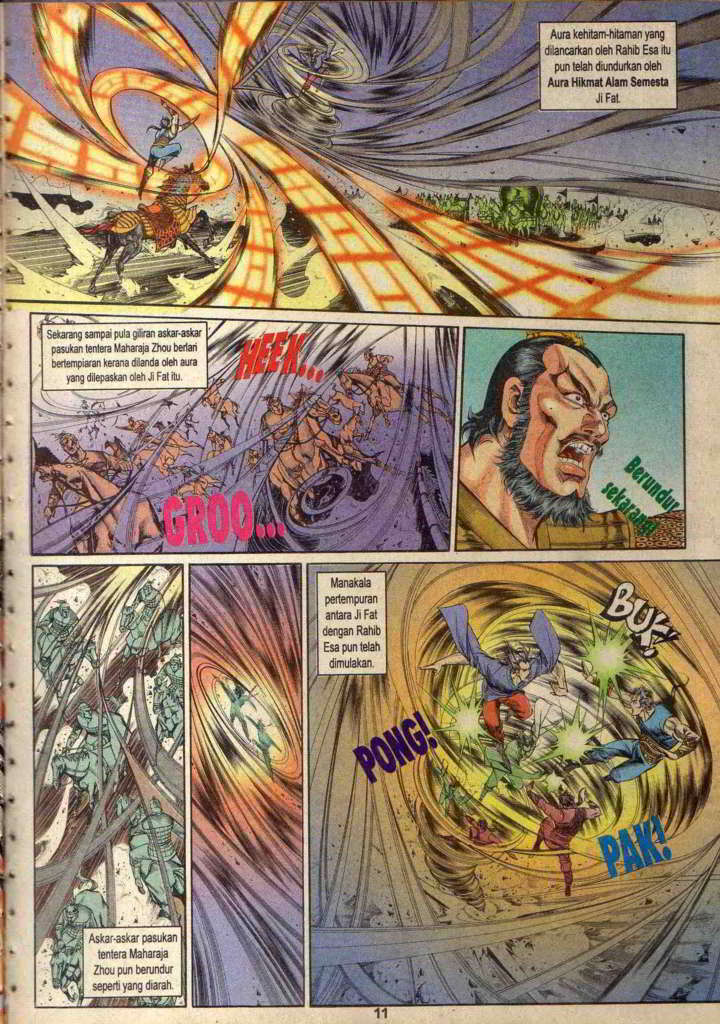 Aura kehitam-hitaman yang
dilancarkan oleh Rahib Esa itu
pun telah diundurkan oleh
Aura Hikmat Alam Semesta
Ji Fat.
Sekarang sampai pula giliran askar-askar
pasukan tentera Maharaja Zhou berlari
bertempiaran kerana dilanda oleh aura
yang dilepaskan oleh Ji Fat itu.
HEEK...
GROO...
Berundur
sekarang!
Askar-askar pasukan
tentera Maharaja
Zhou pun berundur
seperti yang diarah.
Manakala
pertempuran
antara Ji Fat
dengan Rahib
Esa pun telah
dimulakan.
BUK!
PONG!
PAK!
11